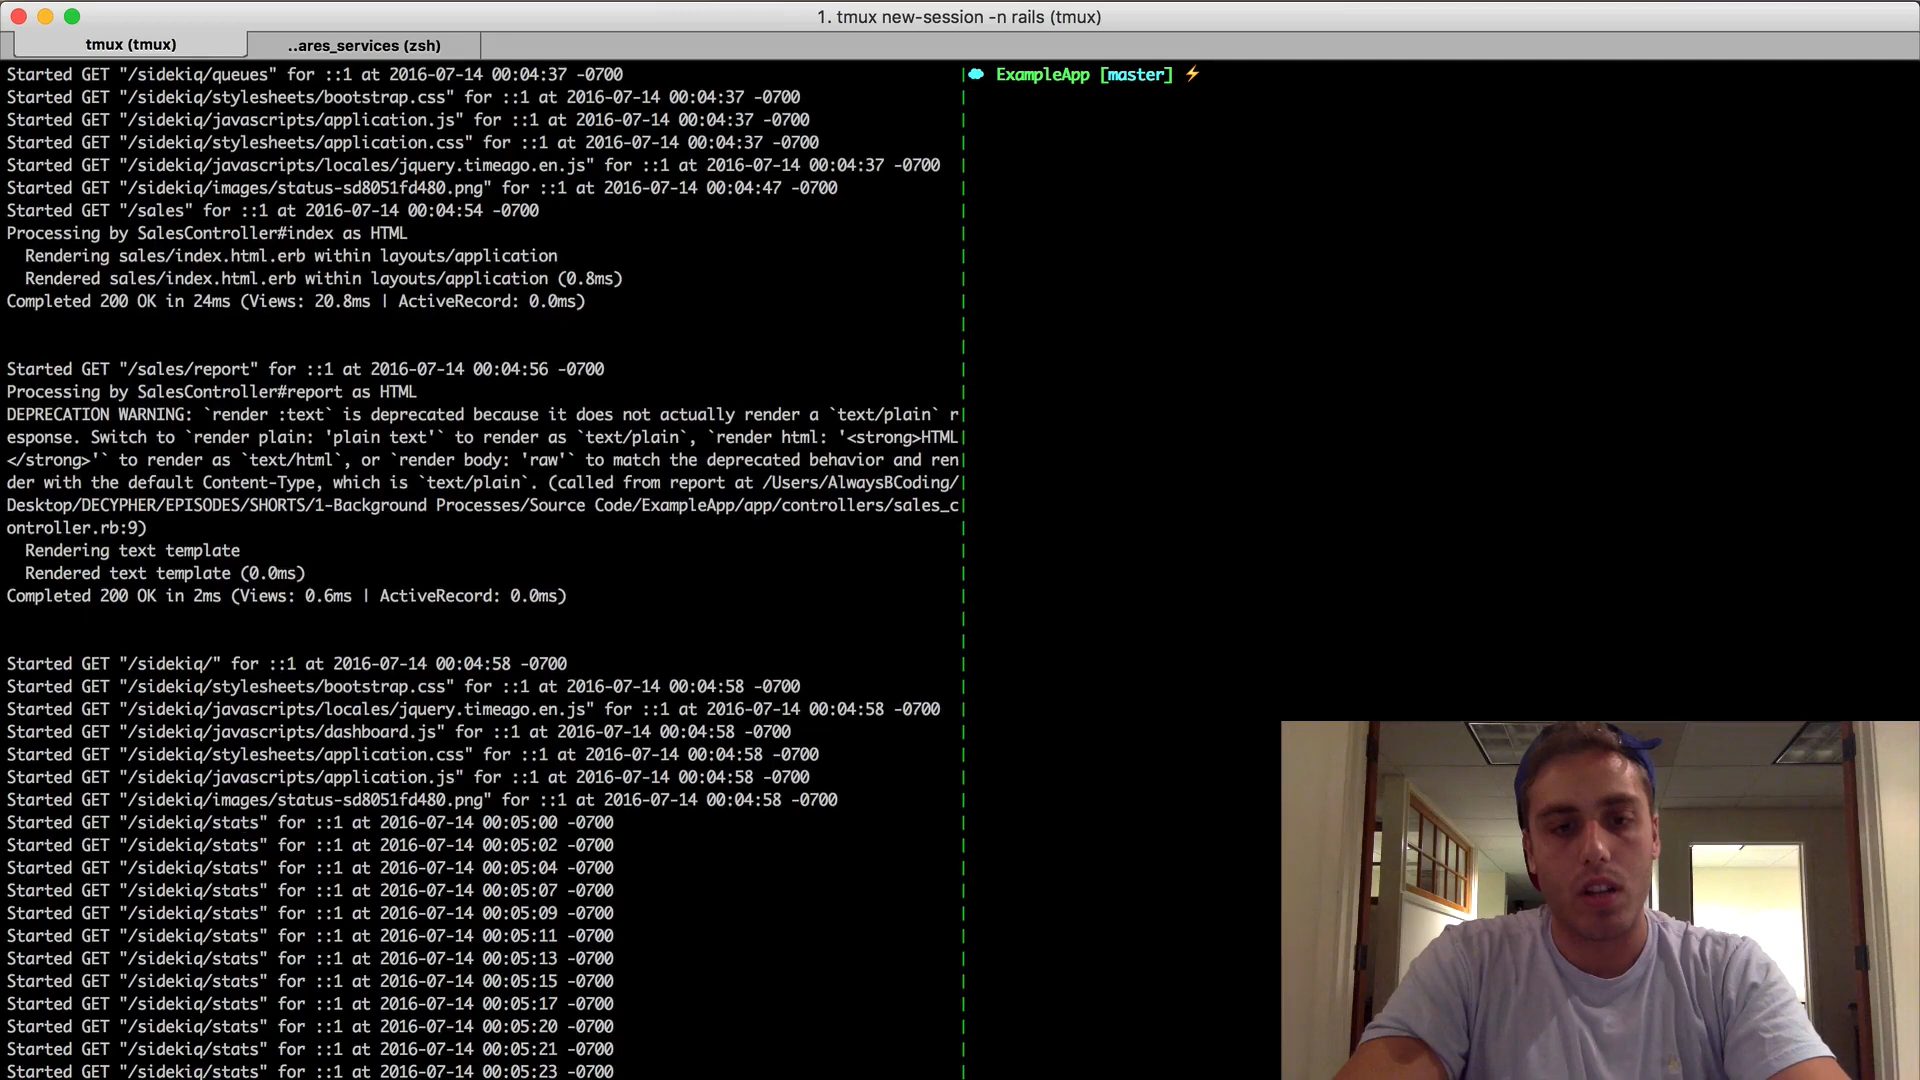 1. tmux new-session -n rails (tmux)
tmux (tmux)
..ares_services (zsh)
Started GET "/sidekiq/queues" for ::1 at 2016-07-14 00:04:37 -0700
Started GET "/sidekiq/stylesheets/bootstrap.css" for ::1 at 2016-07-14 00:04:37 -0700
Started GET "/sidekiq/javascripts/application.js" for ::1 at 2016-07-14 00:04:37 -0700
Started GET "/sidekiq/stylesheets/application.css" for ::1 at 2016-07-14 00:04:37 -0700
Started GET "/sidekiq/javascripts/locales/jquery.timeago.en.js" for ::1 at 2016-07-14 00:04:37 -0700
Started GET "/sidekiq/images/status-sd8051fd480.png" for ::1 at 2016-07-14 00:04:47 -0700
Started GET "/sales" for ::1 at 2016-07-14 00:04:54 -0700
Processing by SalesController#index as HTML
Rendering sales/index.html.erb within layouts/application
Rendered sales/index.html.erb within layouts/application (0.8ms)
Completed 200 OK in 24ms (Views: 20.8ms | ActiveRecord: 0.0ms)
Started GET "/sales/report" for ::1 at 2016-07-14 00:04:56 -0700
Processing by SalesController#report as HTML
DEPRECATION WARNING: `render :text` is deprecated because it does not actually render a `text/plain` r
esponse. Switch to `render plain: 'plain text'` to render as `text/plain`, `render html: '<strong>HTML
</strong>'` to render as `text/html`, or `render body: 'raw'` to match the deprecated behavior and ren
der with the default Content-Type, which is `text/plain`. (called from report at /Users/AlwaysBCoding/
Desktop/DECYPHER/EPISODES/SHORTS/1-Background Processes/Source Code/ExampleApp/app/controllers/sales_c
ontroller.rb:9)
Rendering text template
Rendered text template (0.0ms)
Completed 200 OK in 2ms (Views: 0.6ms | ActiveRecord: 0.0ms)
Started GET "/sidekiq/" for ::1 at 2016-07-14 00:04:58 -0700
Started GET "/sidekiq/stylesheets/bootstrap.css" for ::1 at 2016-07-14 00:04:58 -0700
Started GET "/sidekiq/javascripts/locales/jquery.timeago.en.js" for ::1 at 2016-07-14 00:04:58 -0700
Started GET "/sidekiq/javascripts/dashboard.js" for ::1 at 2016-07-14 00:04:58 -0700
Started GET "/sidekiq/stylesheets/application.css" for ::1 at 2016-07-14 00:04:58 -0700
Started GET "/sidekiq/javascripts/application.js" for ::1 at 2016-07-14 00:04:58 -0700
Started GET "/sidekiq/images/status-sd8051fd480.png" for ::1 at 2016-07-14 00:04:58 -0700
Started GET "/sidekiq/stats" for ::1 at 2016-07-14 00:05:00 -0700
Started GET "/sidekiq/stats" for ::1 at 2016-07-14 00:05:02 -0700
Started GET "/sidekiq/stats" for ::1 at 2016-07-14 00:05:04 -0700
Started GET "/sidekiq/stats" for ::1 at 2016-07-14 00:05:07 -0700
Started GET "/sidekiq/stats" for ::1 at 2016-07-14 00:05:09 -0700
Started GET "/sidekiq/stats" for ::1 at 2016-07-14 00:05:11 -0700
Started GET "/sidekiq/stats" for ::1 at 2016-07-14 00:05:13 -0700
Started GET "/sidekiq/stats" for ::1 at 2016-07-14 00:05:15 -0700
Started GET "/sidekiq/stats" for ::1 at 2016-07-14 00:05:17 -0700
Started GET "/sidekiq/stats" for ::1 at 2016-07-14 00:05:20 -0700
Started GET "/sidekiq/stats" for ::1 at 2016-07-14 00:05:21 -0700
Started GET "/sidekiq/stats" for ::1 at 2016-07-14 00:05:23 -0700
ExampleApp [master] ⚡